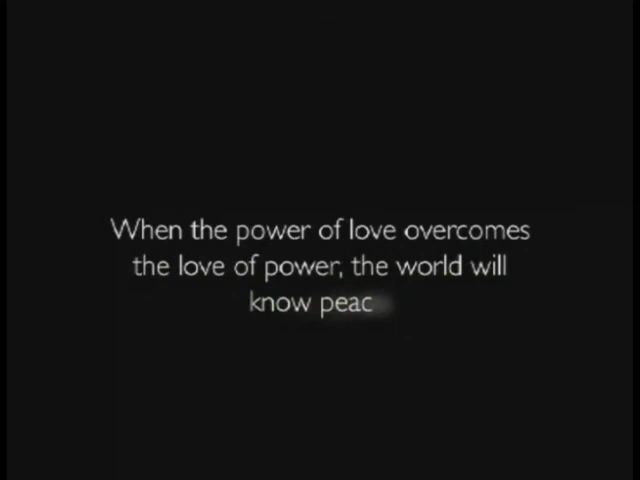 When the power of love overcomes
the love of power, the world will
know peac